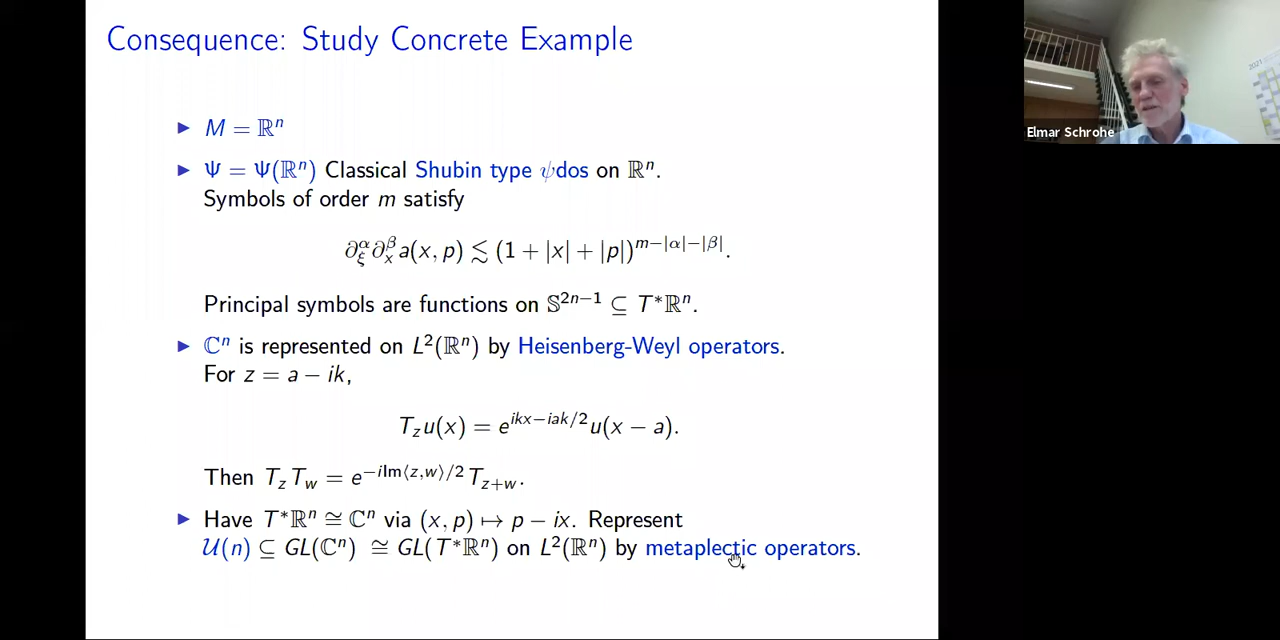 Consequence: Study Concrete Example
▶ M = ℝⁿ
▶ Ψ = Ψ(ℝⁿ) Classical Shubin type ψdos on ℝⁿ.
Symbols of order m satisfy
∂_ξ^α ∂_x^β a(x, p) ≲ (1 + |x| + |p|)^{m−|α|−|β|}.
Principal symbols are functions on 𝕊^{2n−1} ⊆ T*ℝⁿ.
▶ ℂⁿ is represented on L²(ℝⁿ) by Heisenberg-Weyl operators.
For z = a − ik,
T_z u(x) = e^{ikx−iak/2} u(x − a).
Then T_z T_w = e^{−i Im⟨z,w⟩/2} T_{z+w}.
▶ Have T*ℝⁿ ≅ ℂⁿ via (x, p) ↦ p − ix. Represent
𝒰(n) ⊆ GL(ℂⁿ) ≅ GL(T*ℝⁿ) on L²(ℝⁿ) by metaplectic operators.
Elmar Schrohe
2021